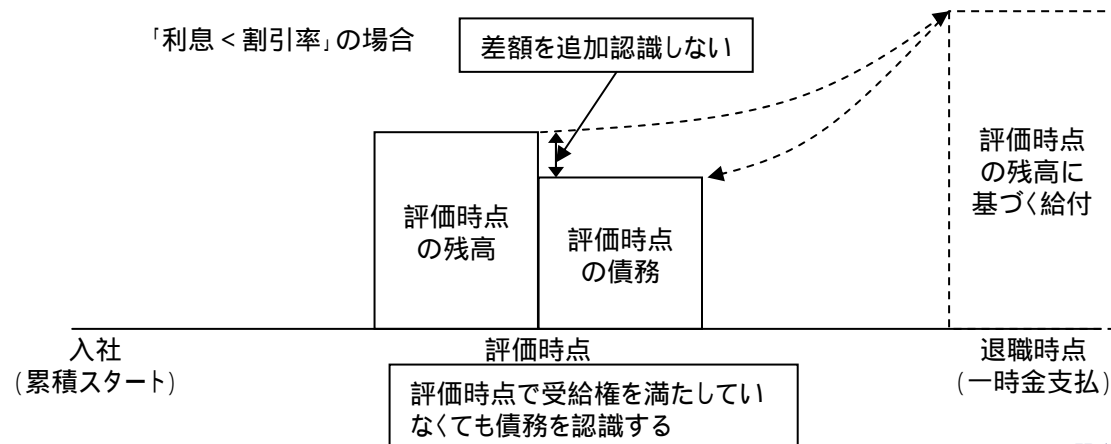 「利息＜割引率」の場合
差額を追加認識しない
評価時点
の残高
評価時点
の債務
評価時点
の残高に
基づく給付
入社
(累積スタート)
評価時点
退職時点
(一時金支払)
評価時点で受給権を満たしてい
なくても債務を認識する